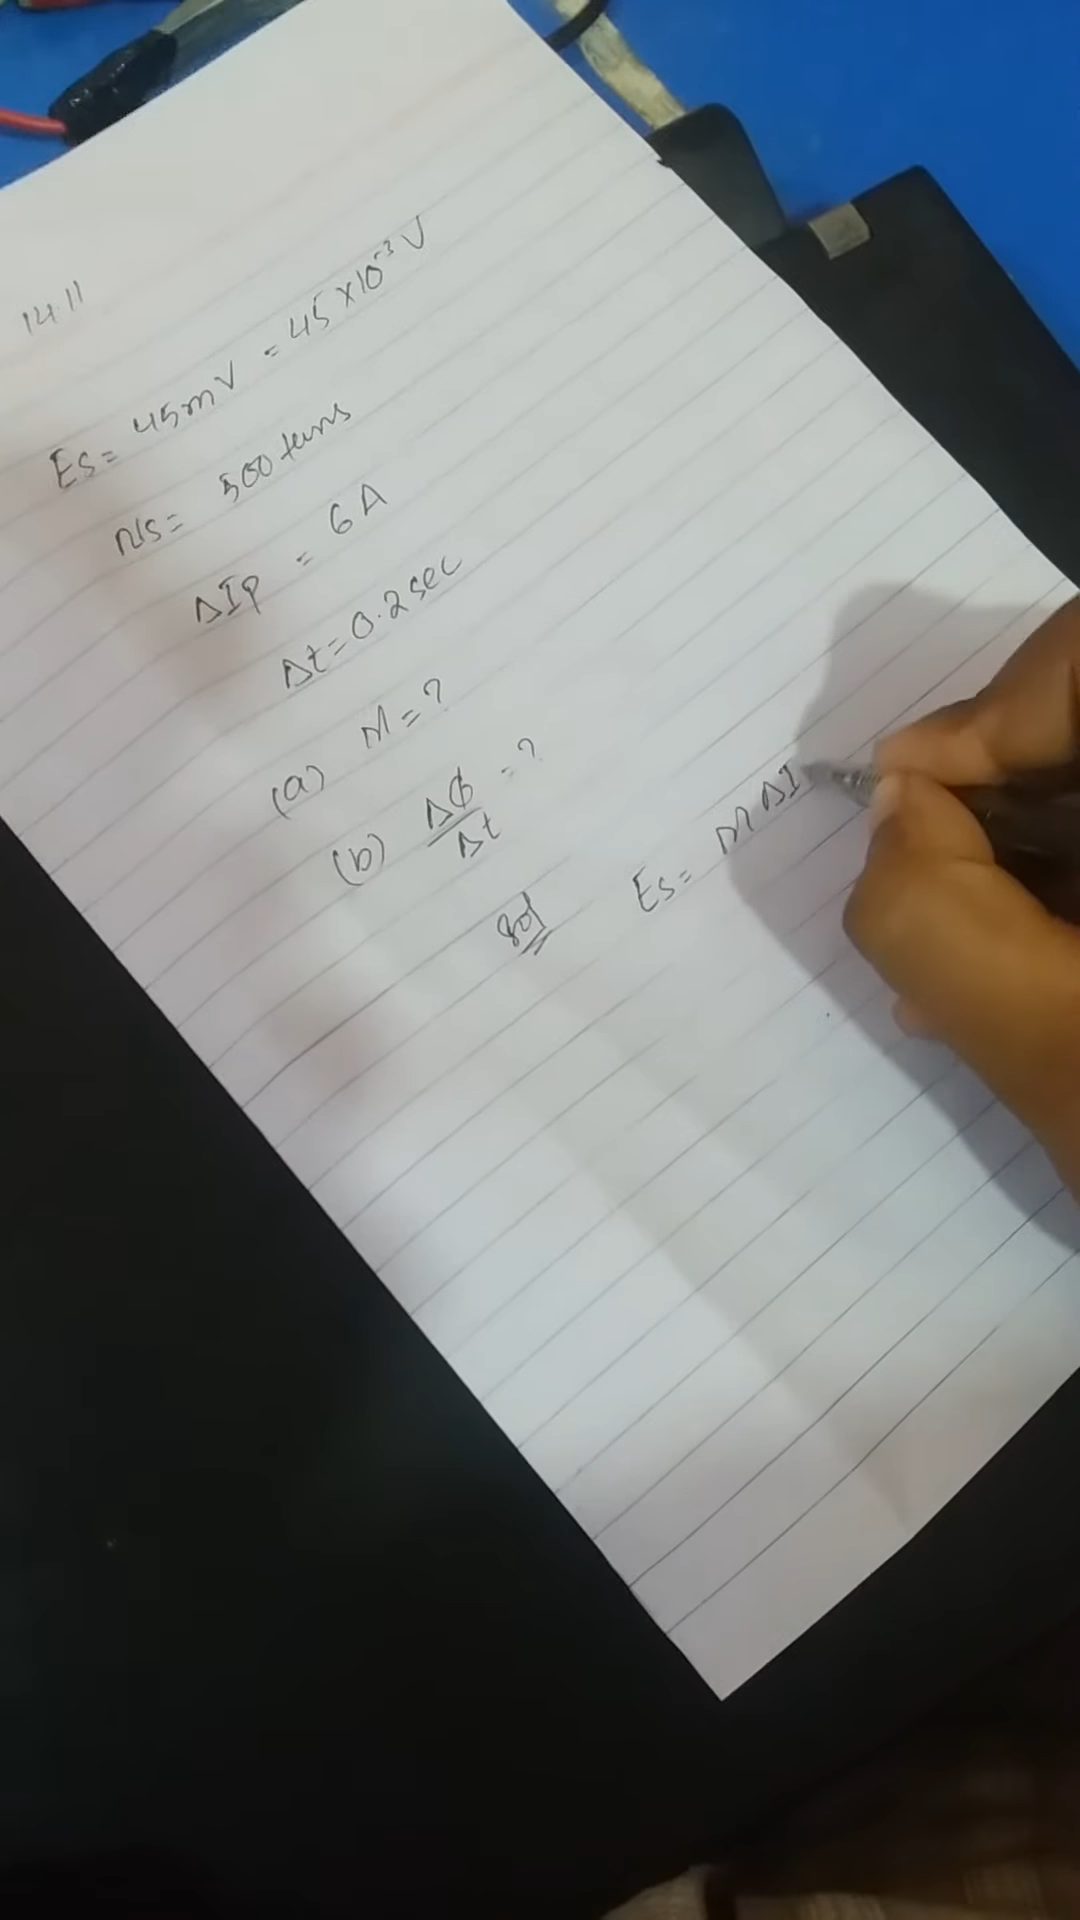 14.11
Es = 45mV = 45 × 10⁻³ V
Ns = 500 turns
ΔIp = 6 A
Δt = 0.2 sec
(a) M = ?
(b) Δϕ/Δt = ?
Sol Es = M ΔI